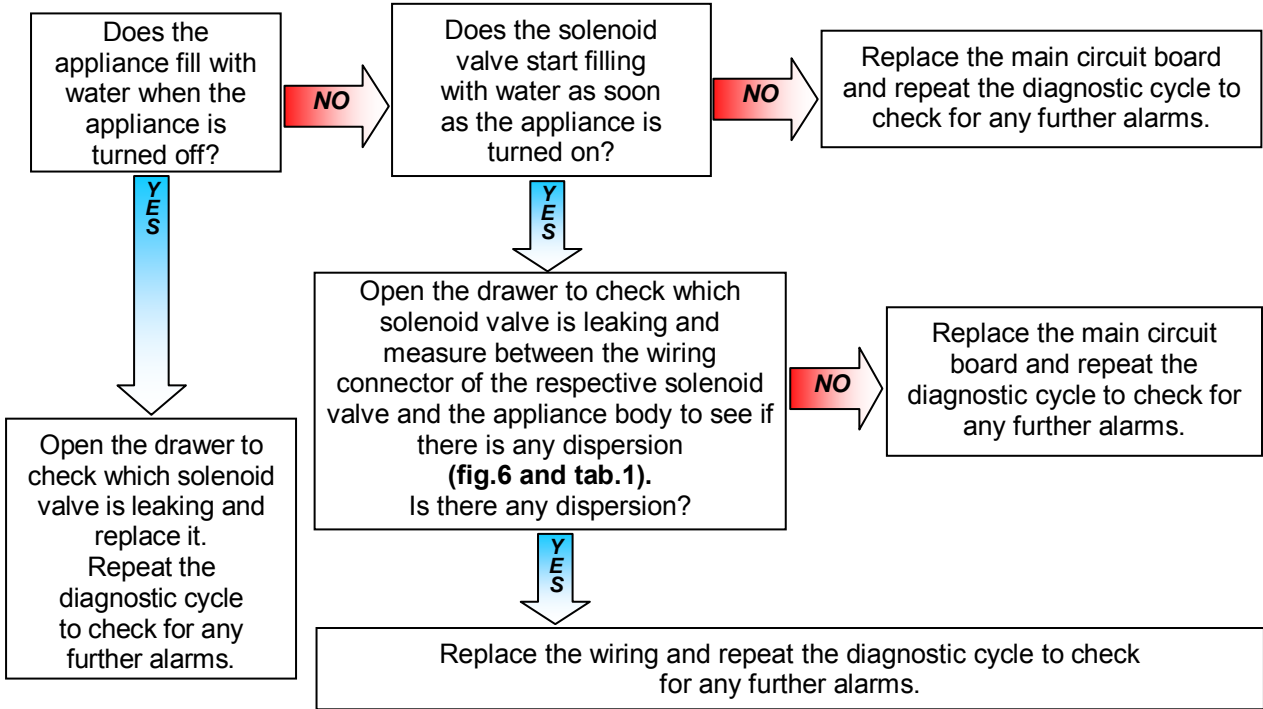 Does the
appliance fill with
water when the
appliance is
turned off?
NO
Does the solenoid
valve start filling
with water as soon
as the appliance is
turned on?
NO
Replace the main circuit board
and repeat the diagnostic cycle to
check for any further alarms.
YES
YES
Open the drawer to check which
solenoid valve is leaking and
measure between the wiring
connector of the respective solenoid
valve and the appliance body to see if
there is any dispersion
(fig.6 and tab.1).
Is there any dispersion?
NO
Replace the main circuit
board and repeat the
diagnostic cycle to check for
any further alarms.
Open the drawer to
check which solenoid
valve is leaking and
replace it.
Repeat the
diagnostic cycle
to check for any
further alarms.
YES
Replace the wiring and repeat the diagnostic cycle to check
for any further alarms.